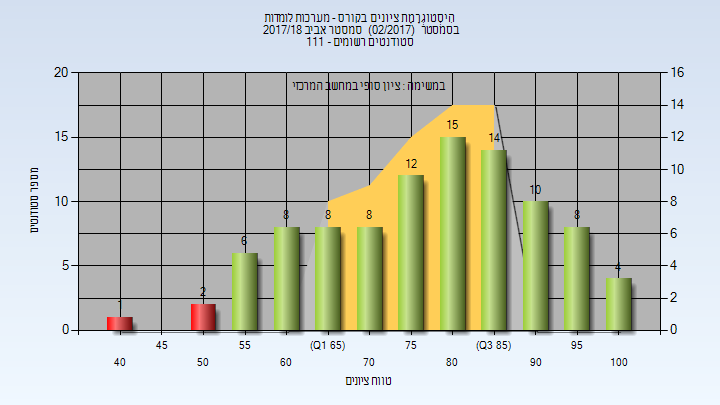 היסטוגרמת ציונים בקורס - מערכות לומדות
בסמסטר (02/2017) סמסטר אביב 2017/18
סטודנטים רשומים - 111
במשימה : ציון סופי במחשב המרכזי
20 16
14
15 15 14 12
12 10
10 10 8
8 8 8 8
6 6
5 4 4
2 2
1
0 0
מספר סטודנטים
45 55 (Q1 65) 75 (Q3 85) 95
40 50 60 70 80 90 100
טווח ציונים